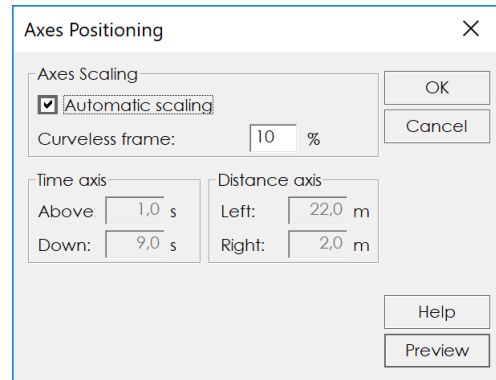 Axes Positioning
Axes Scaling
Automatic scaling
Curveless frame: 10 %
Time axis
Above 1,0 s
Down: 9,0 s
Distance axis
Left: 22,0 m
Right: 2,0 m
OK
Cancel
Help
Preview